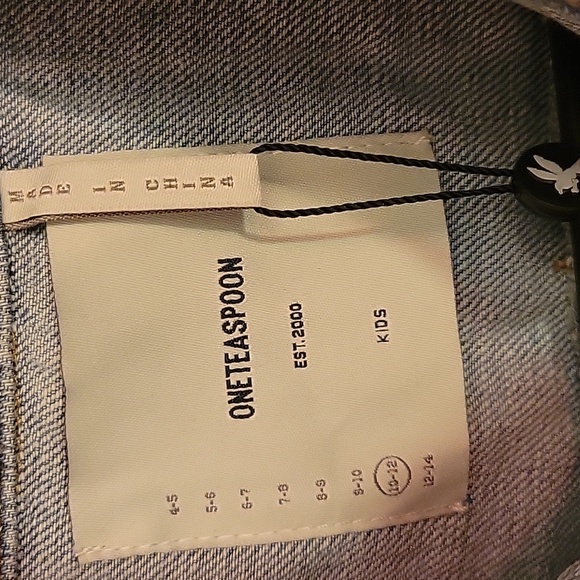 MADE IN CHINA
ONETEASPOON
EST.2000
KIDS
4-5
5-6
6-7
7-8
8-9
9-10
10-12
12-14